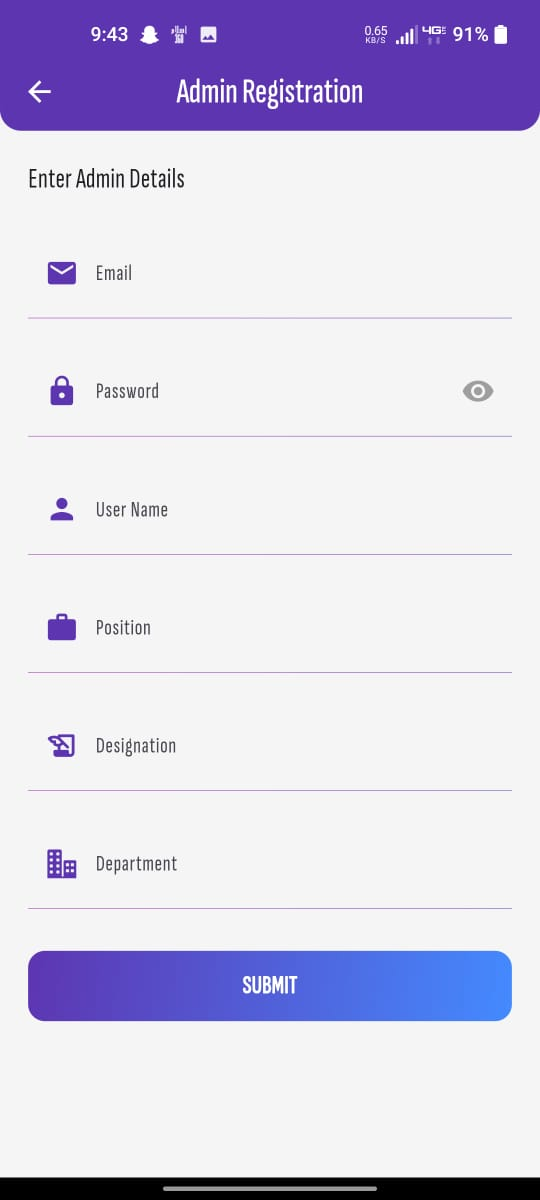 9:43
0.65
KB/S
4G
91%
Admin Registration
Enter Admin Details
Email
Password
User Name
Position
Designation
Department
SUBMIT